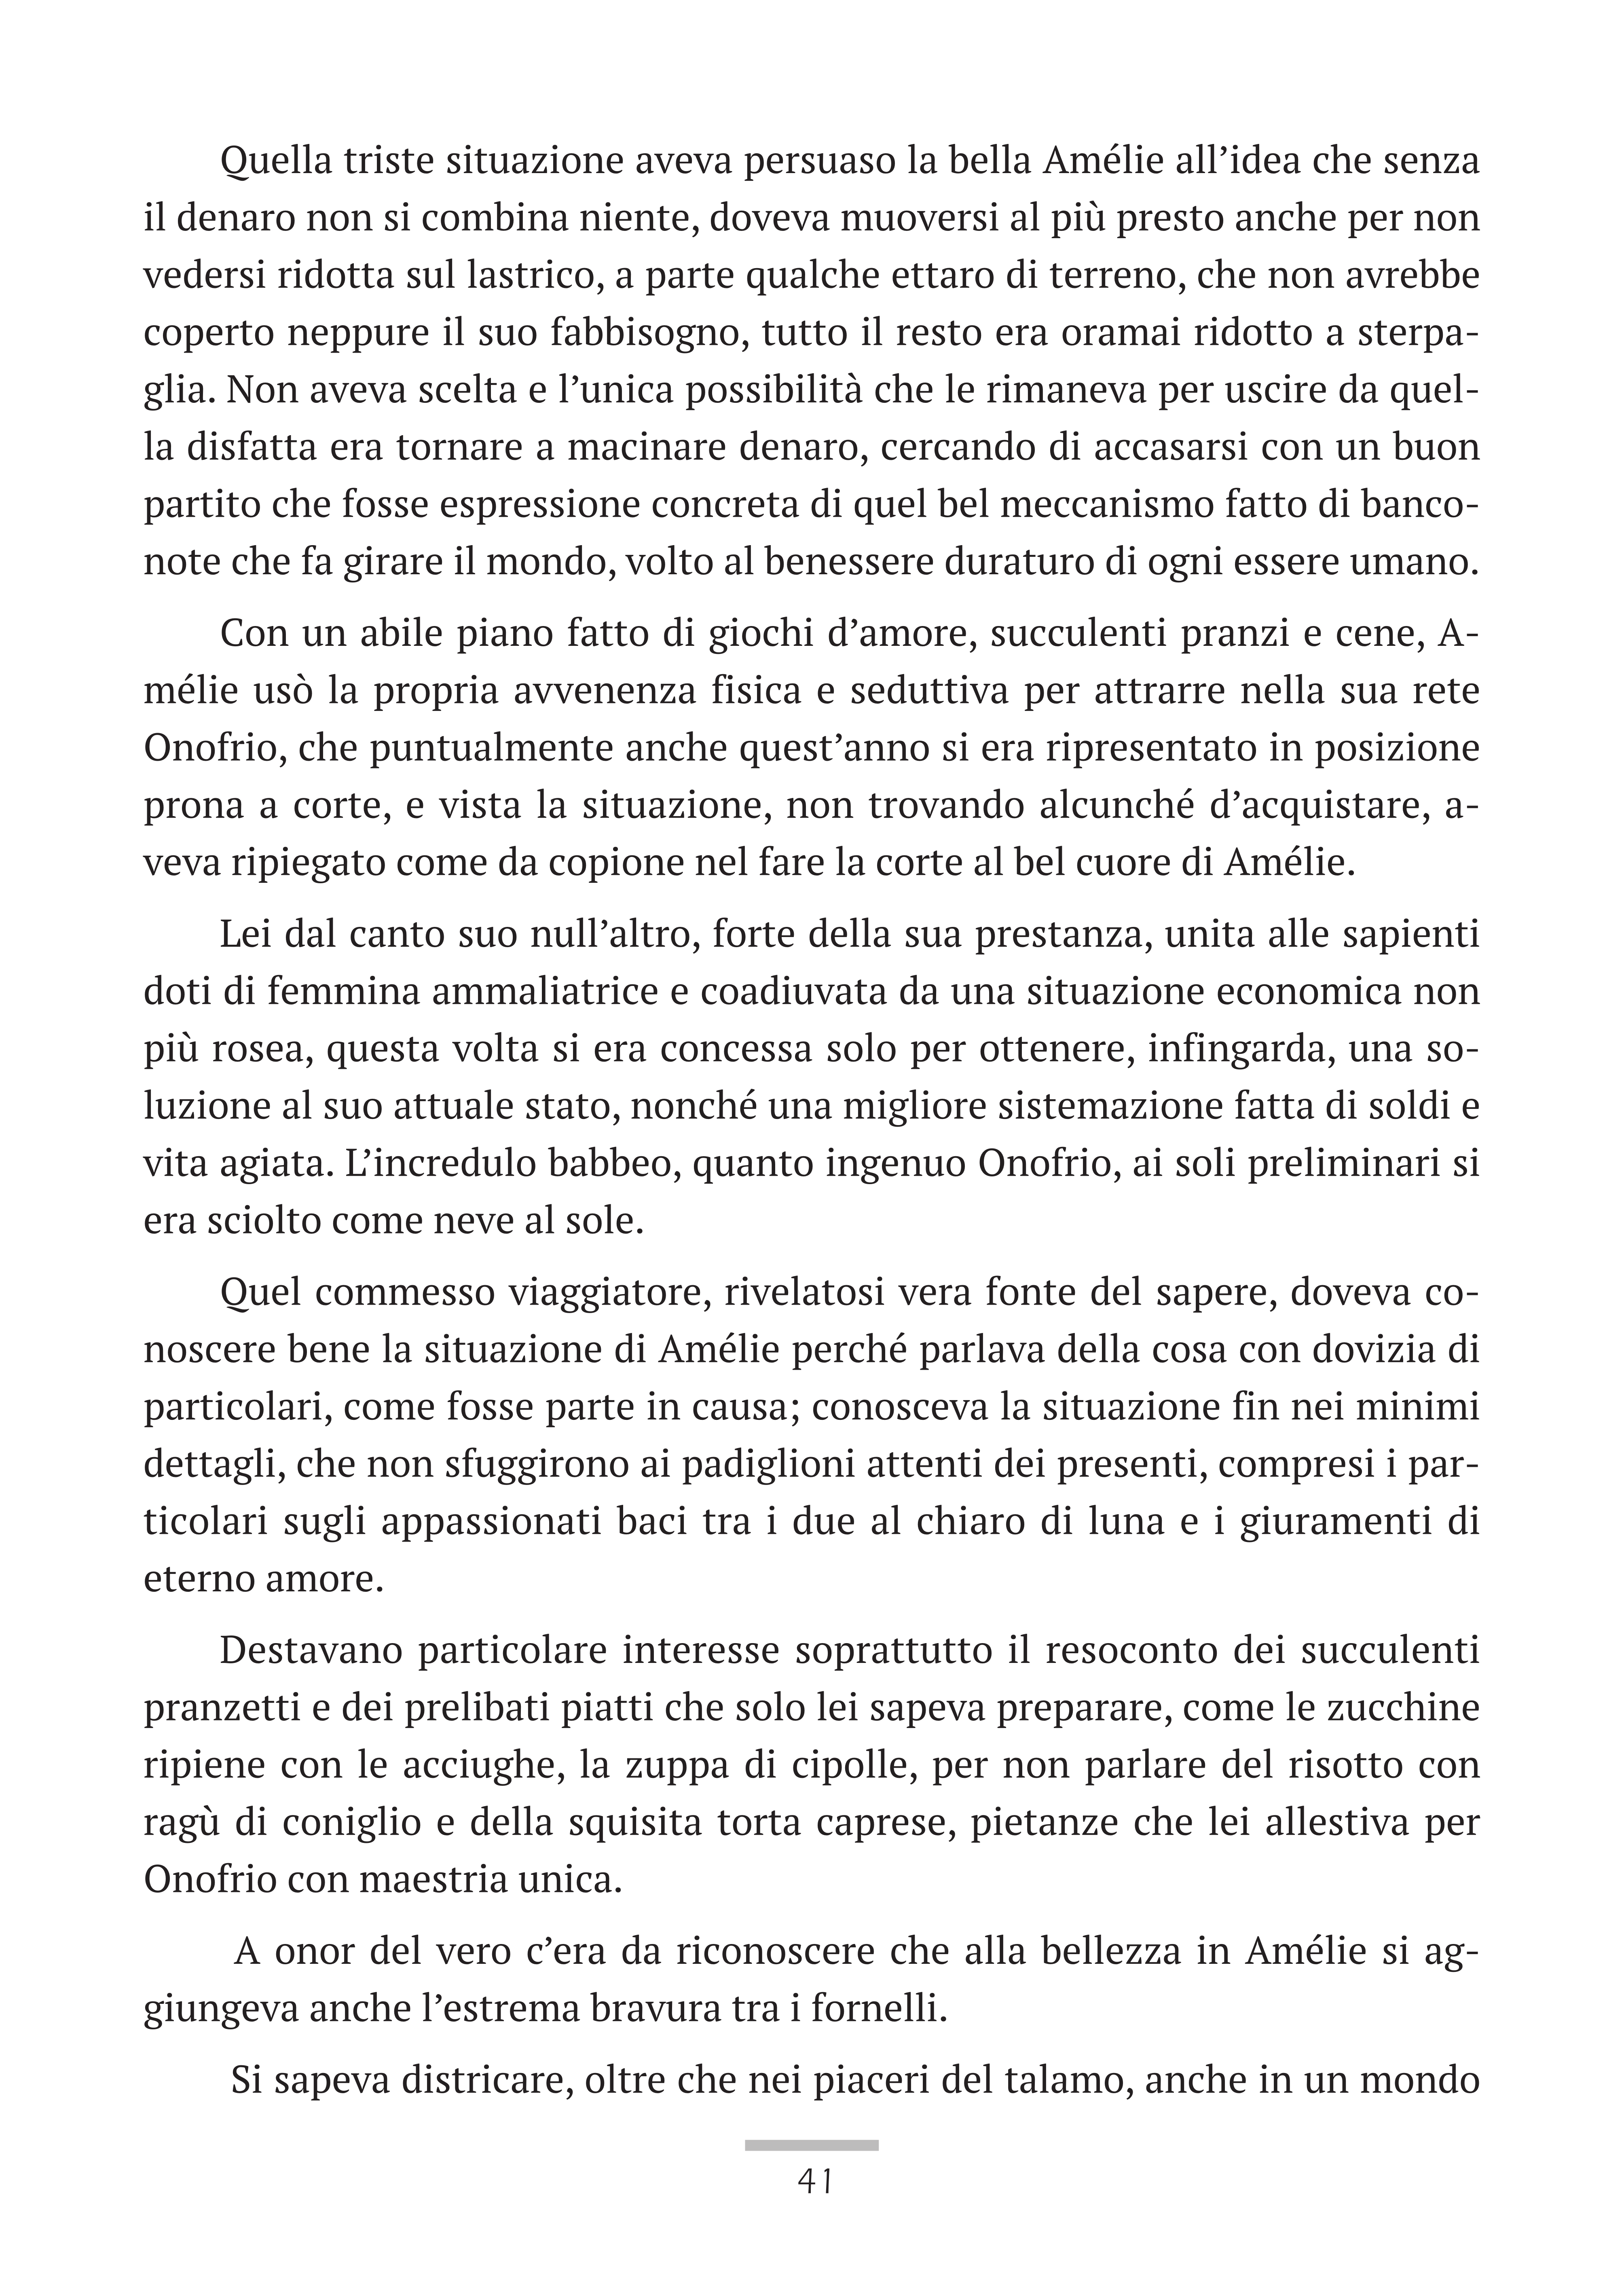 Quella triste situazione aveva persuaso la bella Amélie all’idea che senza
il denaro non si combina niente, doveva muoversi al più presto anche per non
vedersi ridotta sul lastrico, a parte qualche ettaro di terreno, che non avrebbe
coperto neppure il suo fabbisogno, tutto il resto era oramai ridotto a sterpa-
glia. Non aveva scelta e l’unica possibilità che le rimaneva per uscire da quel-
la disfatta era tornare a macinare denaro, cercando di accasarsi con un buon
partito che fosse espressione concreta di quel bel meccanismo fatto di banco-
note che fa girare il mondo, volto al benessere duraturo di ogni essere umano.
Con un abile piano fatto di giochi d’amore, succulenti pranzi e cene, A-
mélie usò la propria avvenenza fisica e seduttiva per attrarre nella sua rete
Onofrio, che puntualmente anche quest’anno si era ripresentato in posizione
prona a corte, e vista la situazione, non trovando alcunché d’acquistare, a-
veva ripiegato come da copione nel fare la corte al bel cuore di Amélie.
Lei dal canto suo null’altro, forte della sua prestanza, unita alle sapienti
doti di femmina ammaliatrice e coadiuvata da una situazione economica non
più rosea, questa volta si era concessa solo per ottenere, infingarda, una so-
luzione al suo attuale stato, nonché una migliore sistemazione fatta di soldi e
vita agiata. L’incredulo babbeo, quanto ingenuo Onofrio, ai soli preliminari si
era sciolto come neve al sole.
Quel commesso viaggiatore, rivelatosi vera fonte del sapere, doveva co-
noscere bene la situazione di Amélie perché parlava della cosa con dovizia di
particolari, come fosse parte in causa; conosceva la situazione fin nei minimi
dettagli, che non sfuggirono ai padiglioni attenti dei presenti, compresi i par-
ticolari sugli appassionati baci tra i due al chiaro di luna e i giuramenti di
eterno amore.
Destavano particolare interesse soprattutto il resoconto dei succulenti
pranzetti e dei prelibati piatti che solo lei sapeva preparare, come le zucchine
ripiene con le acciughe, la zuppa di cipolle, per non parlare del risotto con
ragù di coniglio e della squisita torta caprese, pietanze che lei allestiva per
Onofrio con maestria unica.
A onor del vero c’era da riconoscere che alla bellezza in Amélie si ag-
giungeva anche l’estrema bravura tra i fornelli.
Si sapeva districare, oltre che nei piaceri del talamo, anche in un mondo
41